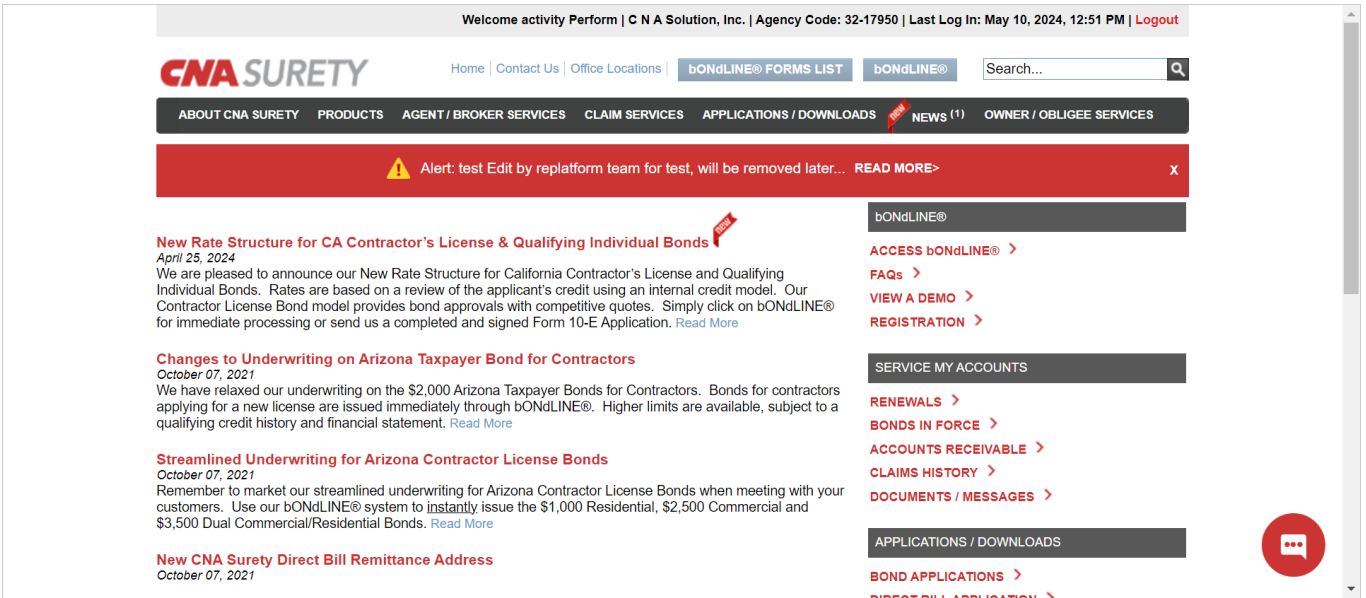 Welcome activity Perform | C N A Solution, Inc. | Agency Code: 32-17950 | Last Log In: May 10, 2024, 12:51 PM | Logout
CNA SURETY
Home | Contact Us | Office Locations |
bONdLINE® FORMS LIST
bONdLINE®
Search...
ABOUT CNA SURETY
PRODUCTS
AGENT / BROKER SERVICES
CLAIM SERVICES
APPLICATIONS / DOWNLOADS
new
NEWS (1)
OWNER / OBLIGEE SERVICES
Alert: test Edit by replatform team for test, will be removed later... READ MORE>
X
New Rate Structure for CA Contractor’s License & Qualifying Individual Bonds
new
April 25, 2024
We are pleased to announce our New Rate Structure for California Contractor’s License and Qualifying
Individual Bonds. Rates are based on a review of the applicant’s credit using an internal credit model. Our
Contractor License Bond model provides bond approvals with competitive quotes. Simply click on bONdLINE®
for immediate processing or send us a completed and signed Form 10-E Application. Read More
Changes to Underwriting on Arizona Taxpayer Bond for Contractors
October 07, 2021
We have relaxed our underwriting on the $2,000 Arizona Taxpayer Bonds for Contractors. Bonds for contractors
applying for a new license are issued immediately through bONdLINE®. Higher limits are available, subject to a
qualifying credit history and financial statement. Read More
Streamlined Underwriting for Arizona Contractor License Bonds
October 07, 2021
Remember to market our streamlined underwriting for Arizona Contractor License Bonds when meeting with your
customers. Use our bONdLINE® system to instantly issue the $1,000 Residential, $2,500 Commercial and
$3,500 Dual Commercial/Residential Bonds. Read More
New CNA Surety Direct Bill Remittance Address
October 07, 2021
bONdLINE®
ACCESS bONdLINE®
FAQs
VIEW A DEMO
REGISTRATION
SERVICE MY ACCOUNTS
RENEWALS
BONDS IN FORCE
ACCOUNTS RECEIVABLE
CLAIMS HISTORY
DOCUMENTS / MESSAGES
APPLICATIONS / DOWNLOADS
BOND APPLICATIONS
DIRECT BILL APPLICATION